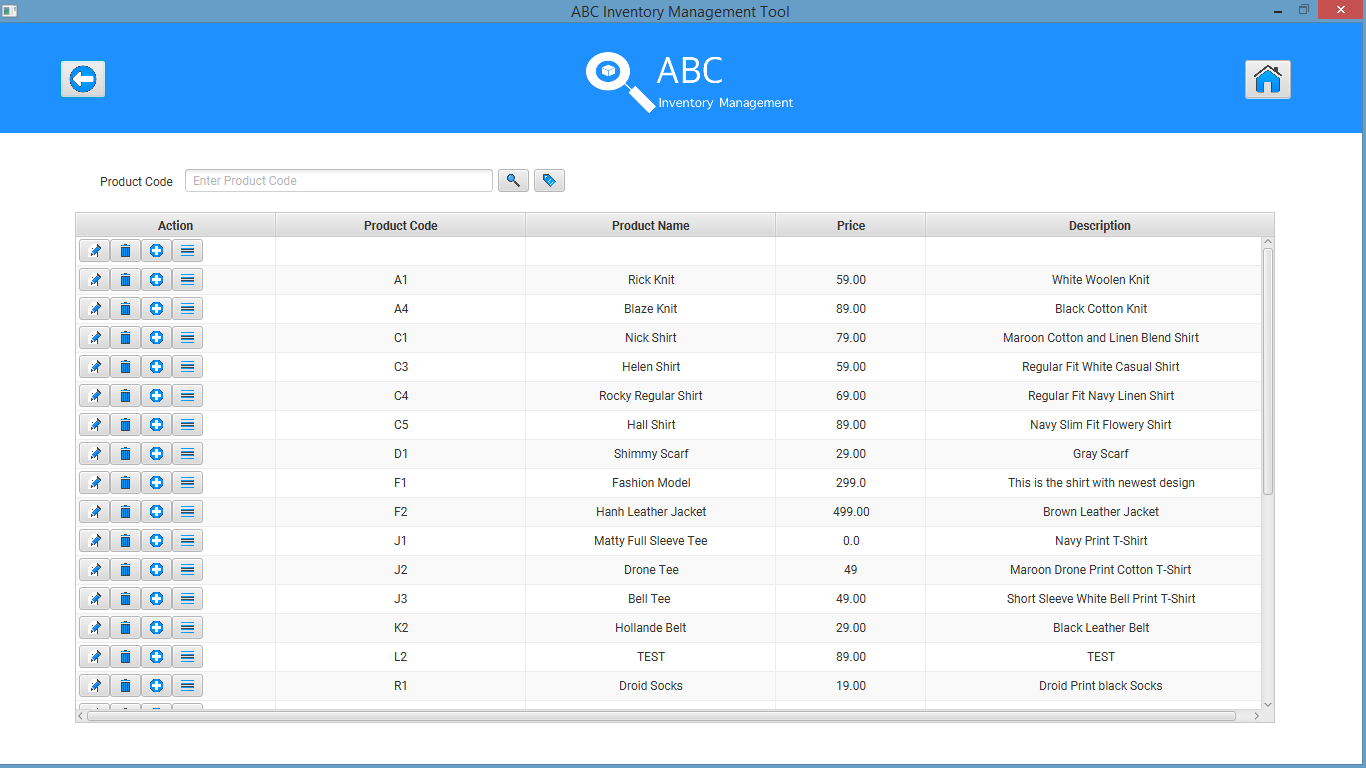 ABC Inventory Management Tool
ABC
Inventory Management
Product Code Enter Product Code
Action Product Code Product Name Price Description
A1 Rick Knit 59.00 White Woolen Knit
A4 Blaze Knit 89.00 Black Cotton Knit
C1 Nick Shirt 79.00 Maroon Cotton and Linen Blend Shirt
C3 Helen Shirt 59.00 Regular Fit White Casual Shirt
C4 Rocky Regular Shirt 69.00 Regular Fit Navy Linen Shirt
C5 Hall Shirt 89.00 Navy Slim Fit Flowery Shirt
D1 Shimmy Scarf 29.00 Gray Scarf
F1 Fashion Model 299.0 This is the shirt with newest design
F2 Hanh Leather Jacket 499.00 Brown Leather Jacket
J1 Matty Full Sleeve Tee 0.0 Navy Print T-Shirt
J2 Drone Tee 49 Maroon Drone Print Cotton T-Shirt
J3 Bell Tee 49.00 Short Sleeve White Bell Print T-Shirt
K2 Hollande Belt 29.00 Black Leather Belt
L2 TEST 89.00 TEST
R1 Droid Socks 19.00 Droid Print black Socks